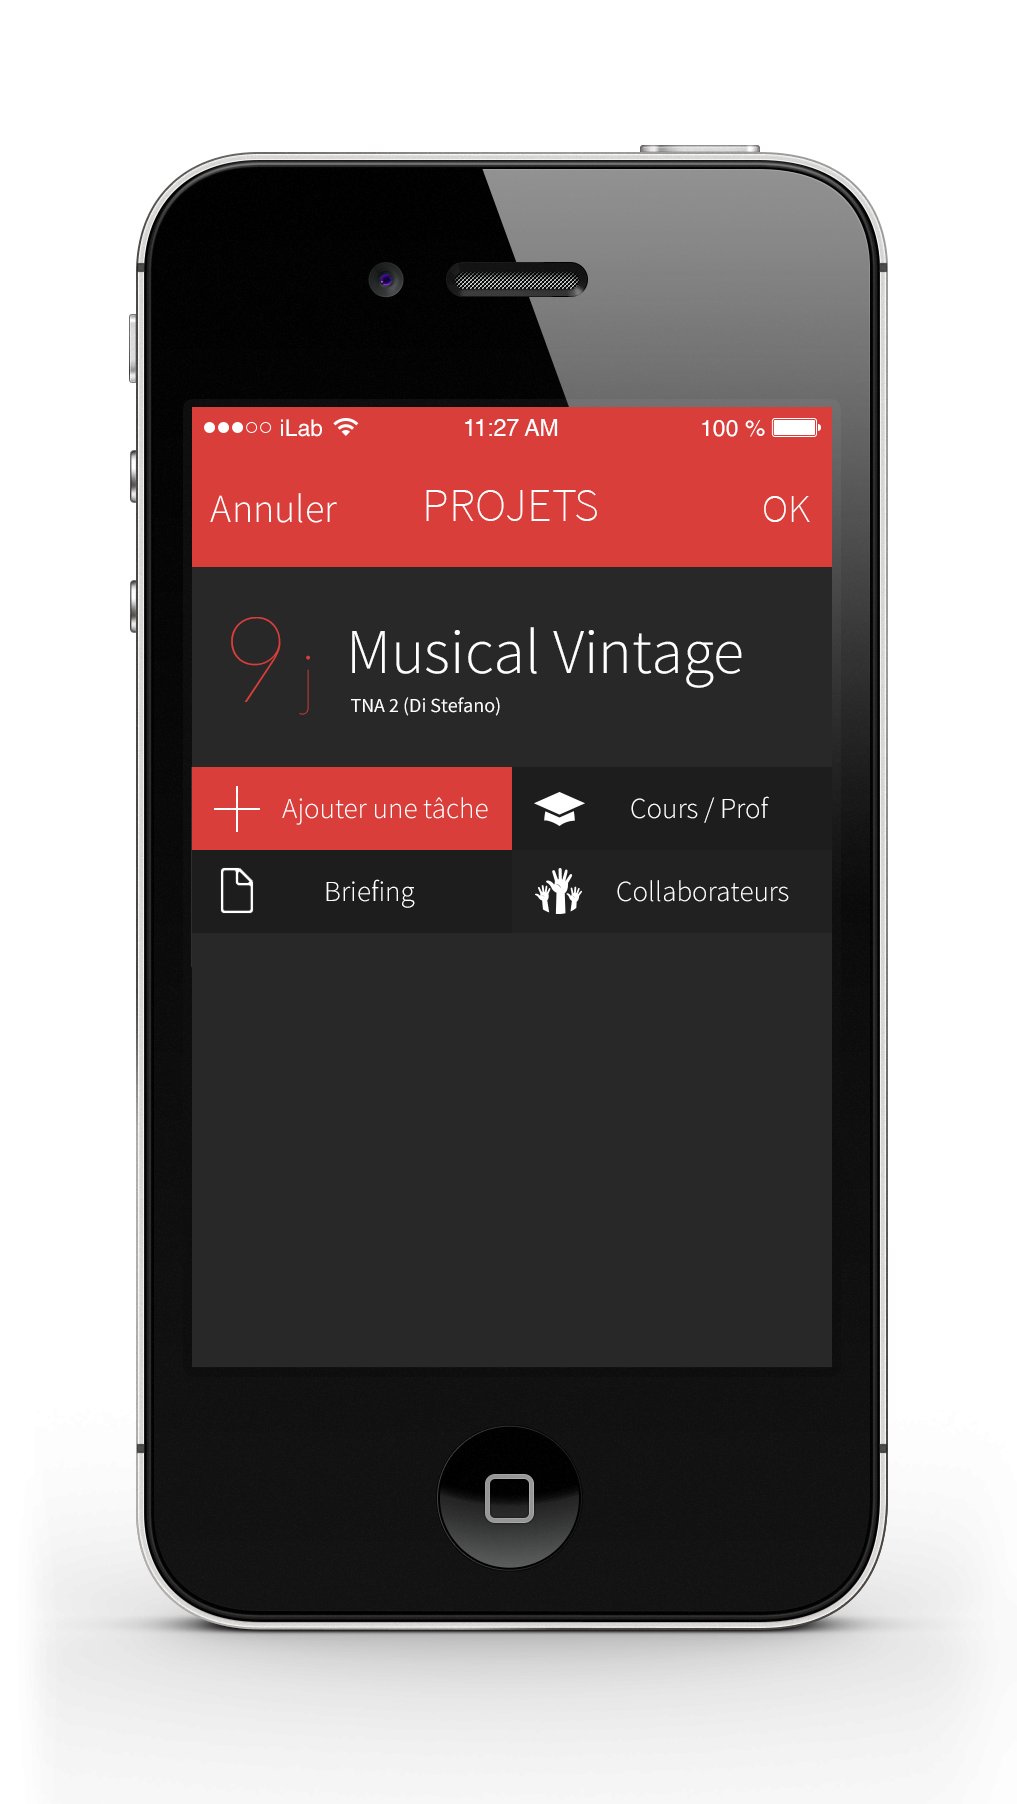 iLab 11:27 AM 100 %
Annuler PROJETS OK
9 j Musical Vintage
TNA 2 (Di Stefano)
Ajouter une tâche Cours / Prof
Briefing Collaborateurs